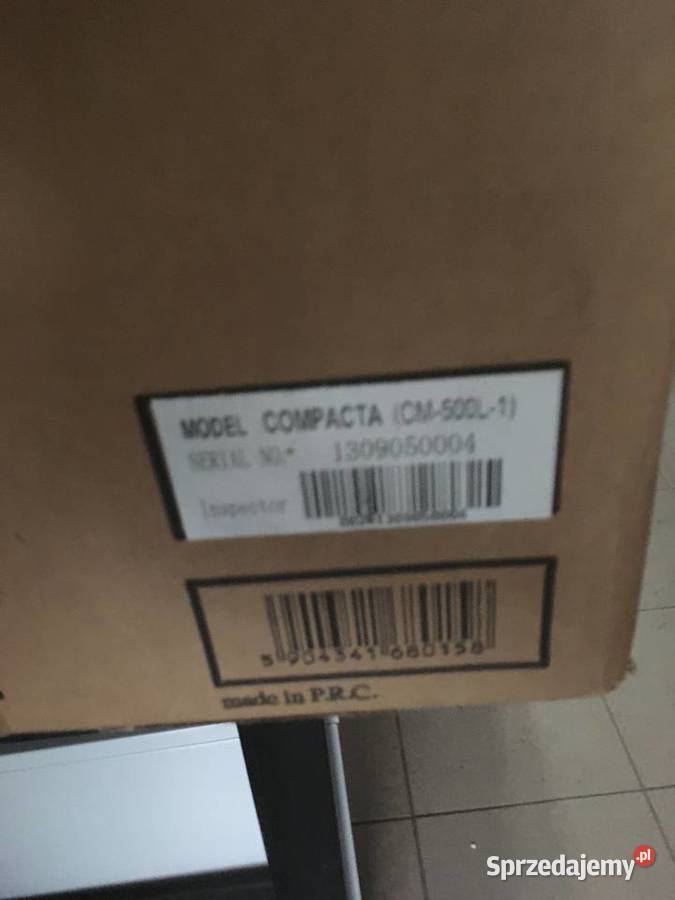 MODEL COMPACTA (CM-500L-1)
SERIAL NO. 1309050004
Inspector
5 904341 680158
made in P.R.C.
Sprzedajemy.pl